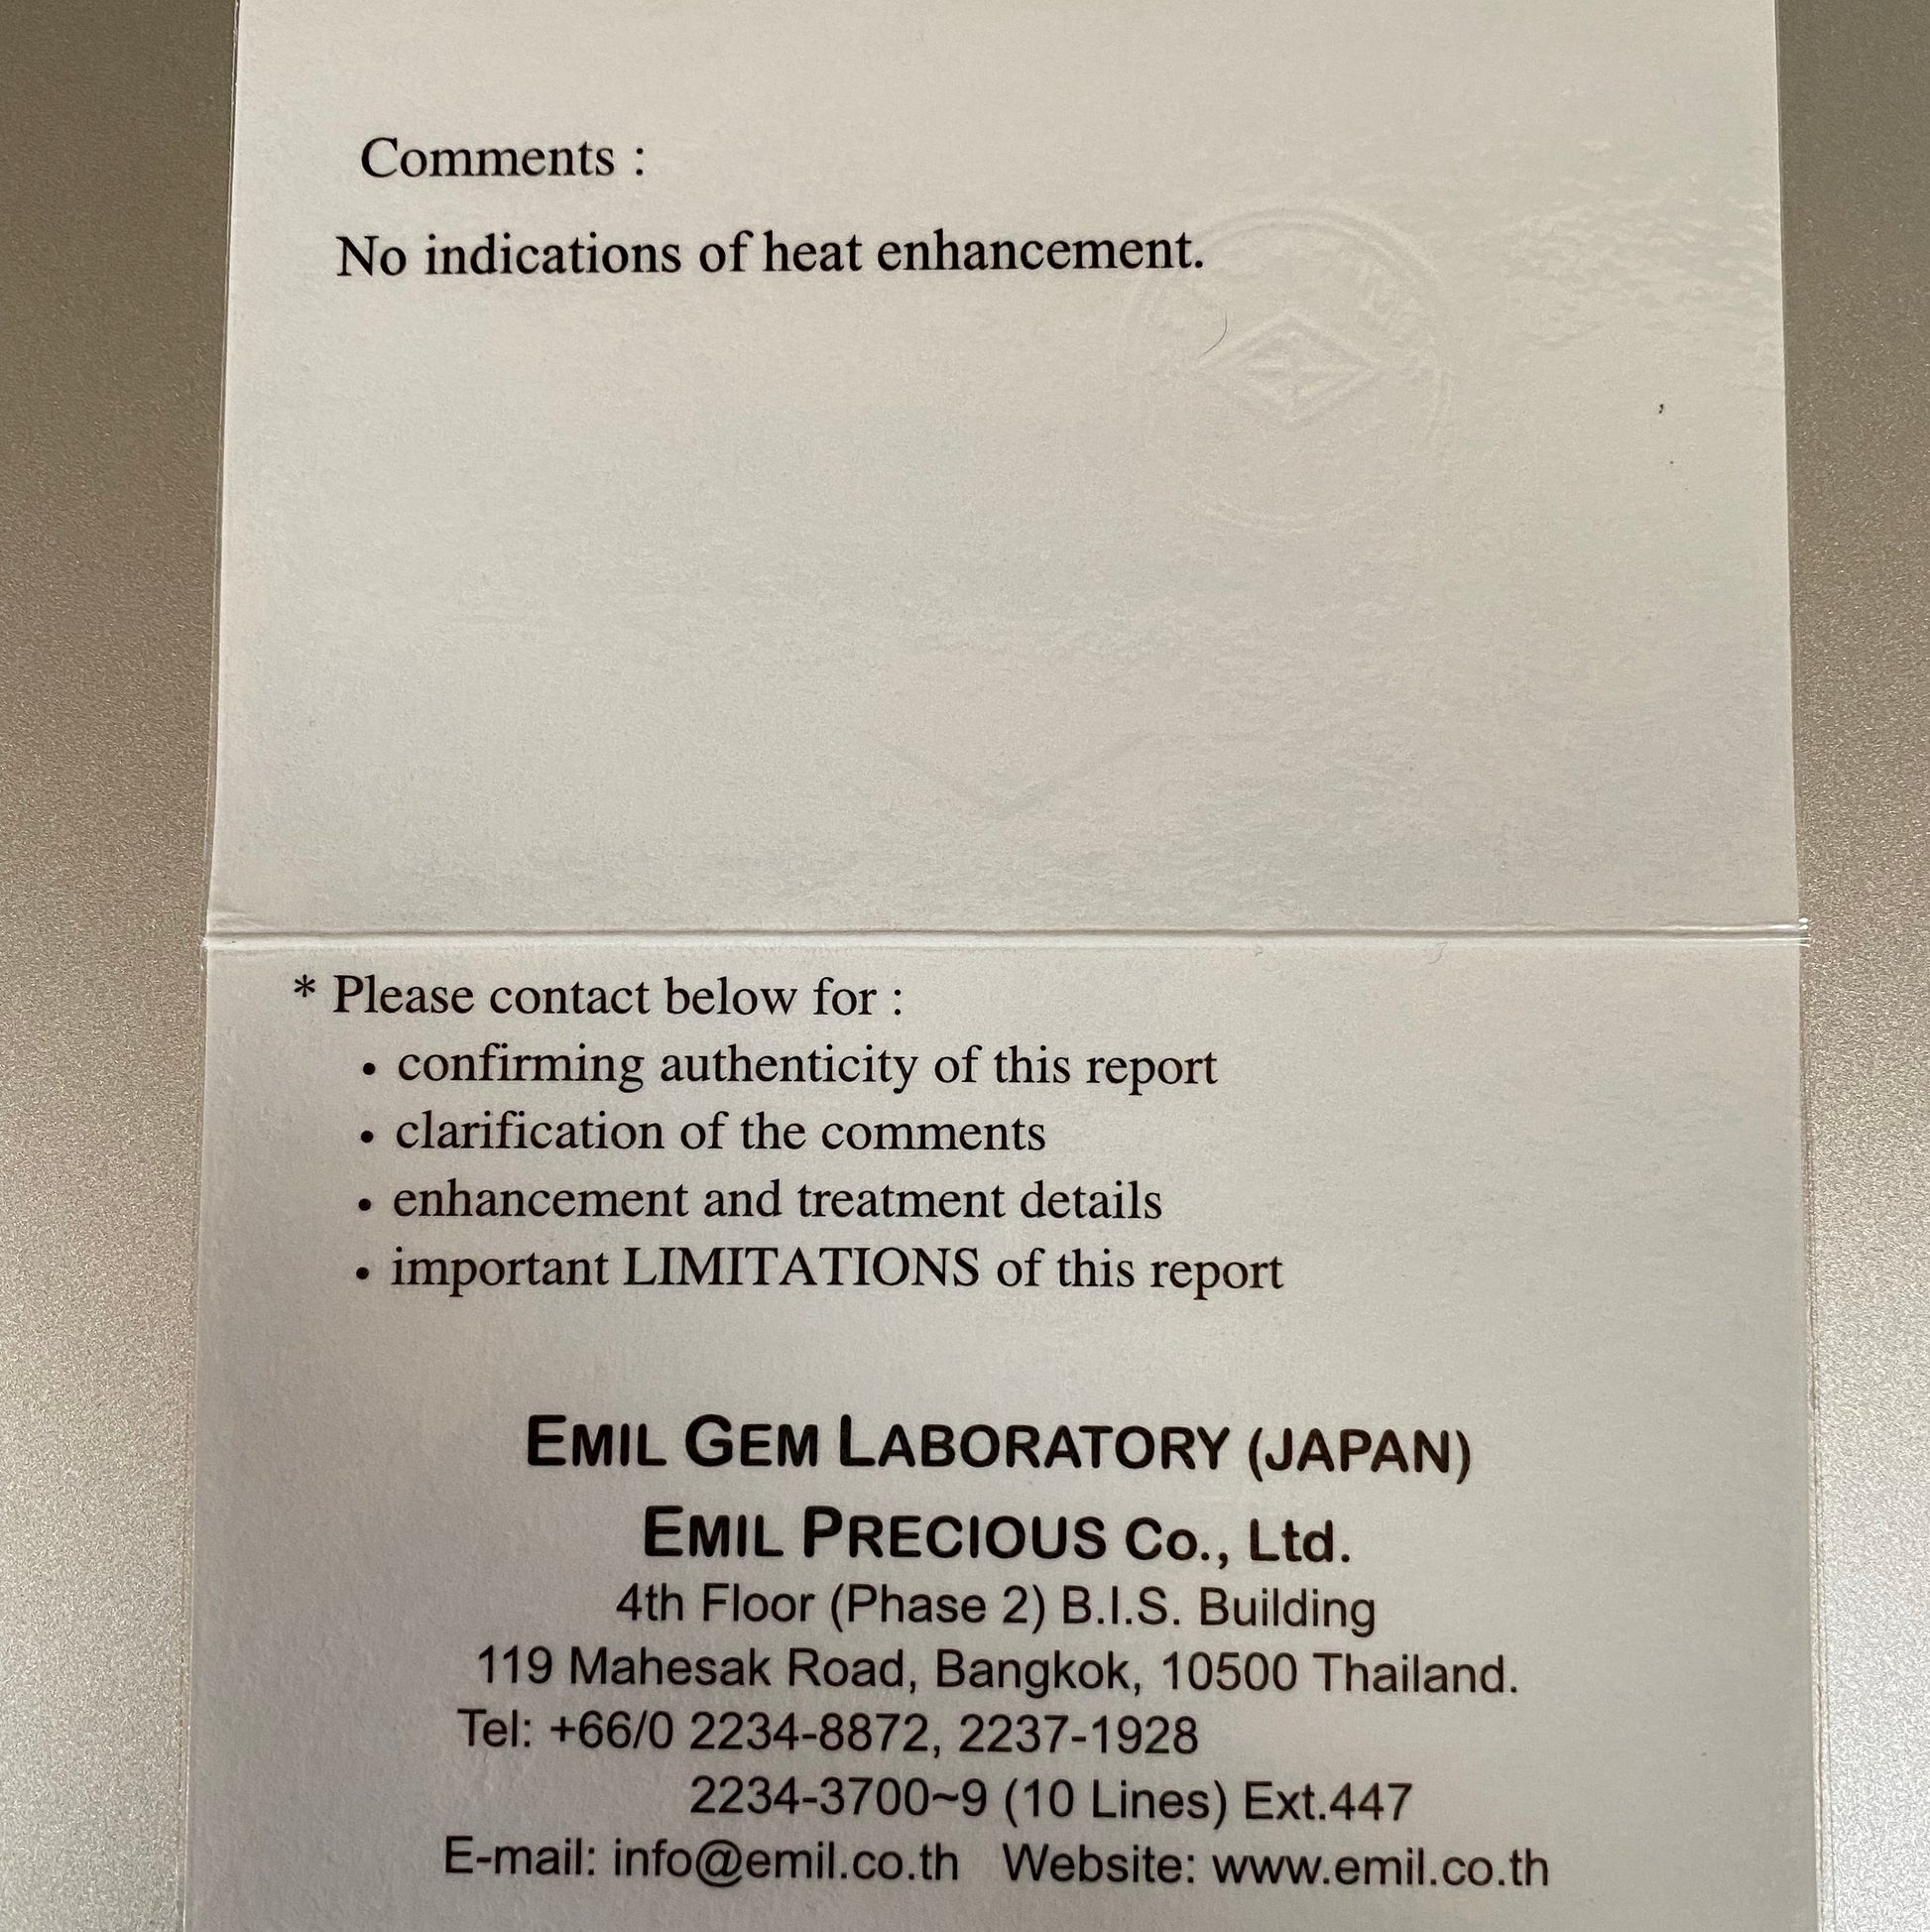 Comments :
No indications of heat enhancement.
* Please contact below for :
• confirming authenticity of this report
• clarification of the comments
• enhancement and treatment details
• important LIMITATIONS of this report
EMIL GEM LABORATORY (JAPAN)
EMIL PRECIOUS Co., Ltd.
4th Floor (Phase 2) B.I.S. Building
119 Mahesak Road, Bangkok, 10500 Thailand.
Tel: +66/0 2234-8872, 2237-1928
2234-3700~9 (10 Lines) Ext.447
E-mail: info@emil.co.th Website: www.emil.co.th